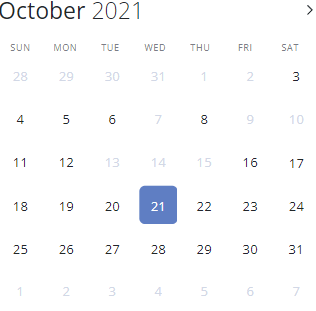 October 2021
SUN MON TUE WED THU FRI SAT
28 29 30 31 1 2 3
4 5 6 7 8 9 10
11 12 13 14 15 16 17
18 19 20 21 22 23 24
25 26 27 28 29 30 31
1 2 3 4 5 6 7